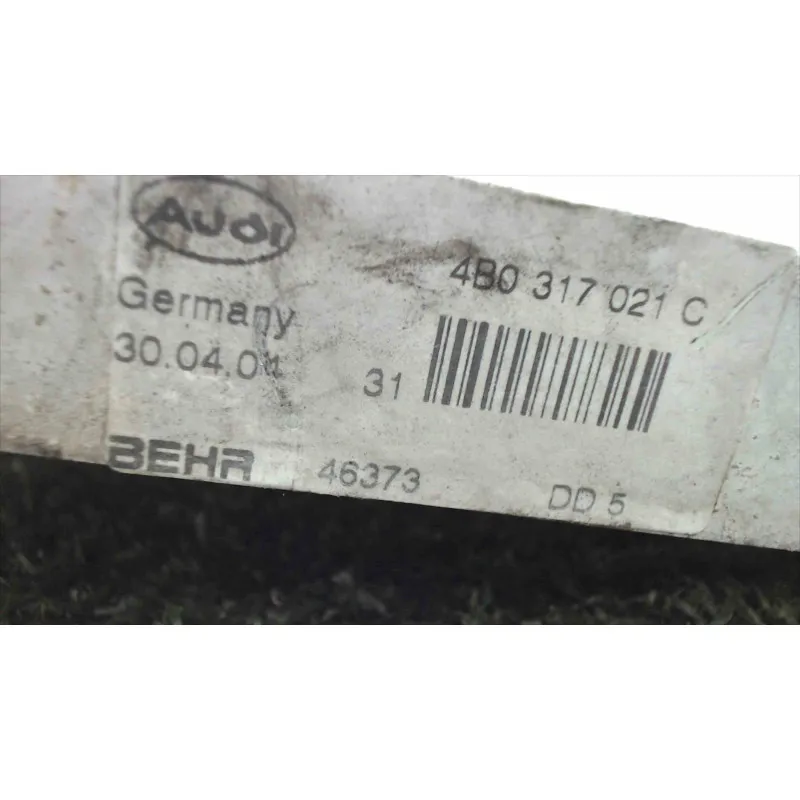 Audi
4B0 317 021 C
Germany
30.04.01
31
BEHR 46373 DD 5